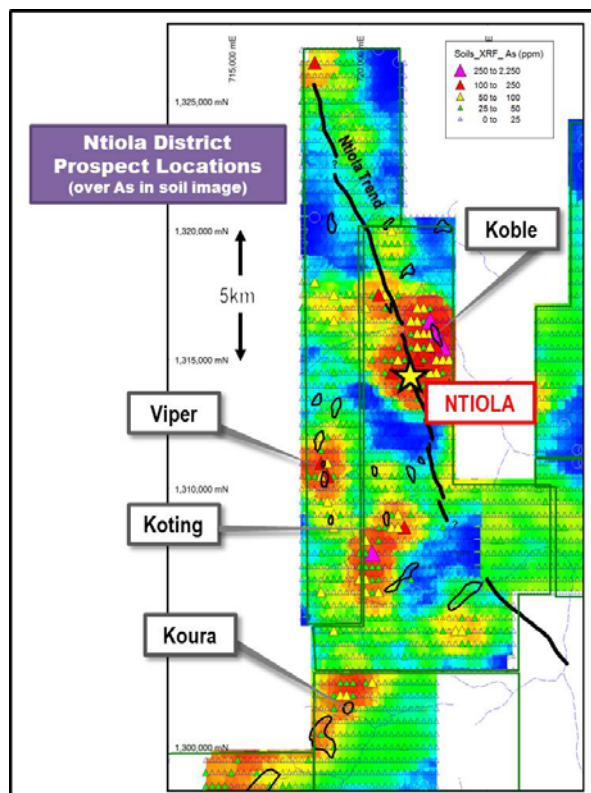 715,000 mE
720,000 mE
Soils_XRF_ As (ppm)
250 to 2,250
100 to 250
50 to 100
25 to 50
0 to 25
1,325,000 mN
Ntiola District
Prospect Locations
(over As in soil image)
?
Ntiola Trend
1,320,000 mN
Koble
5km
1,315,000 mN
NTIOLA
Viper
1,310,000 mN
Koting
?
Koura
1,300,000 mN